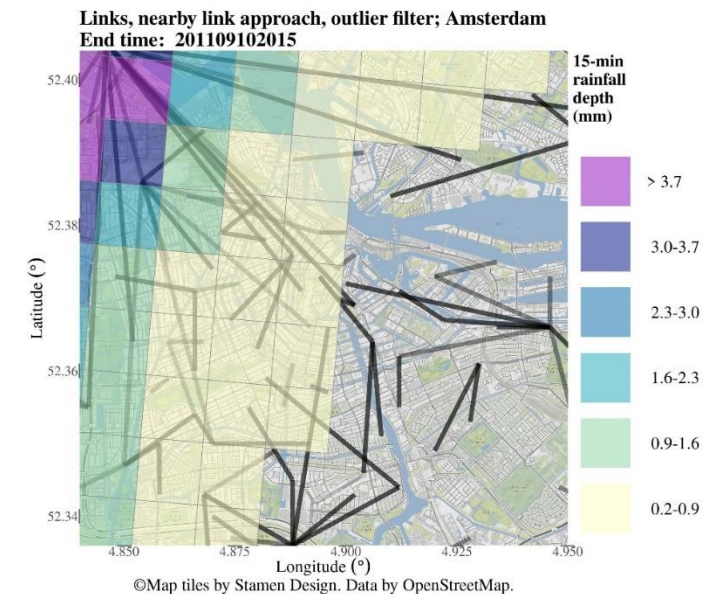 Links, nearby link approach, outlier filter; Amsterdam
End time: 201109102015
15-min
rainfall
depth
(mm)
> 3.7
3.0-3.7
2.3-3.0
1.6-2.3
0.9-1.6
0.2-0.9
Latitude (°)
52.40
52.38
52.36
52.34
4.850 4.875 4.900 4.925 4.950
Longitude (°)
©Map tiles by Stamen Design. Data by OpenStreetMap.